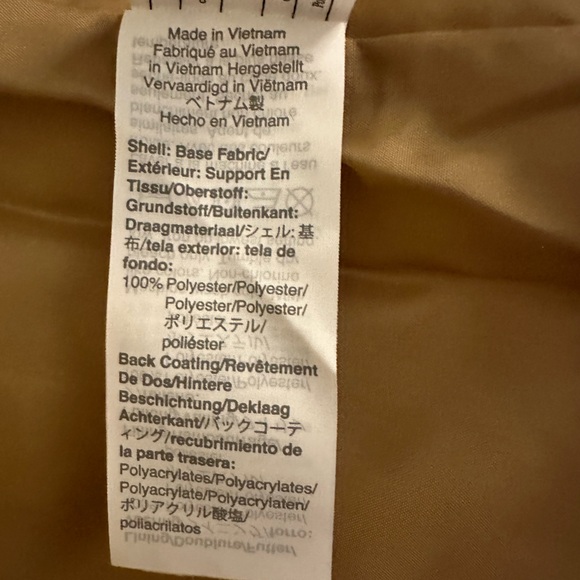 Made in Vietnam
Fabriqué au Vietnam
in Vietnam Hergestellt
Vervaardigd in Viëtnam
ベトナム製
Hecho en Vietnam
Shell: Base Fabric/
Extérieur: Support En
Tissu/Oberstoff:
Grundstoff/Buitenkant:
Draagmateriaal/シェル: 基
布/tela exterior: tela de
fondo:
100% Polyester/Polyester/
Polyester/Polyester/
ポリエステル/
poliéster
Back Coating/Revêtement
De Dos/Hintere
Beschichtung/Deklaag
Achterkant/バックコーテ
ィング/recubrimiento de
la parte trasera:
Polyacrylates/Polyacrylates/
Polyacrylate/Polyacrylaten/
ポリアクリル酸塩/
poliacrilatos